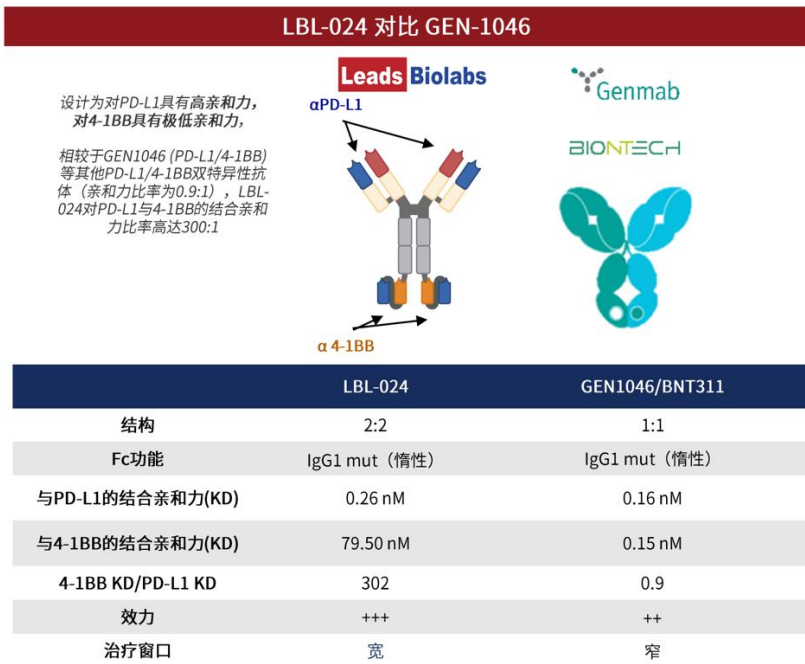 LBL-024 对比 GEN-1046
设计为对PD-L1具有高亲和力，
对4-1BB具有极低亲和力，
相较于GEN1046 (PD-L1/4-1BB)
等其他PD-L1/4-1BB双特异性抗
体（亲和力比率为0.9:1），LBL-
024对PD-L1与4-1BB的结合亲和
力比率高达300:1
Leads Biolabs
αPD-L1
α 4-1BB
Genmab
BIONTECH
LBL-024 GEN1046/BNT311
结构 2:2 1:1
Fc功能 IgG1 mut（惰性） IgG1 mut（惰性）
与PD-L1的结合亲和力(KD) 0.26 nM 0.16 nM
与4-1BB的结合亲和力(KD) 79.50 nM 0.15 nM
4-1BB KD/PD-L1 KD 302 0.9
效力 +++ ++
治疗窗口 宽 窄